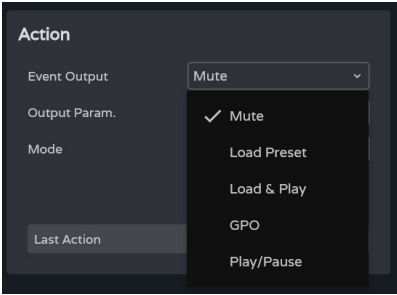 Action
Event Output
Mute
Output Param.
Mode
Last Action
Mute
Load Preset
Load & Play
GPO
Play/Pause